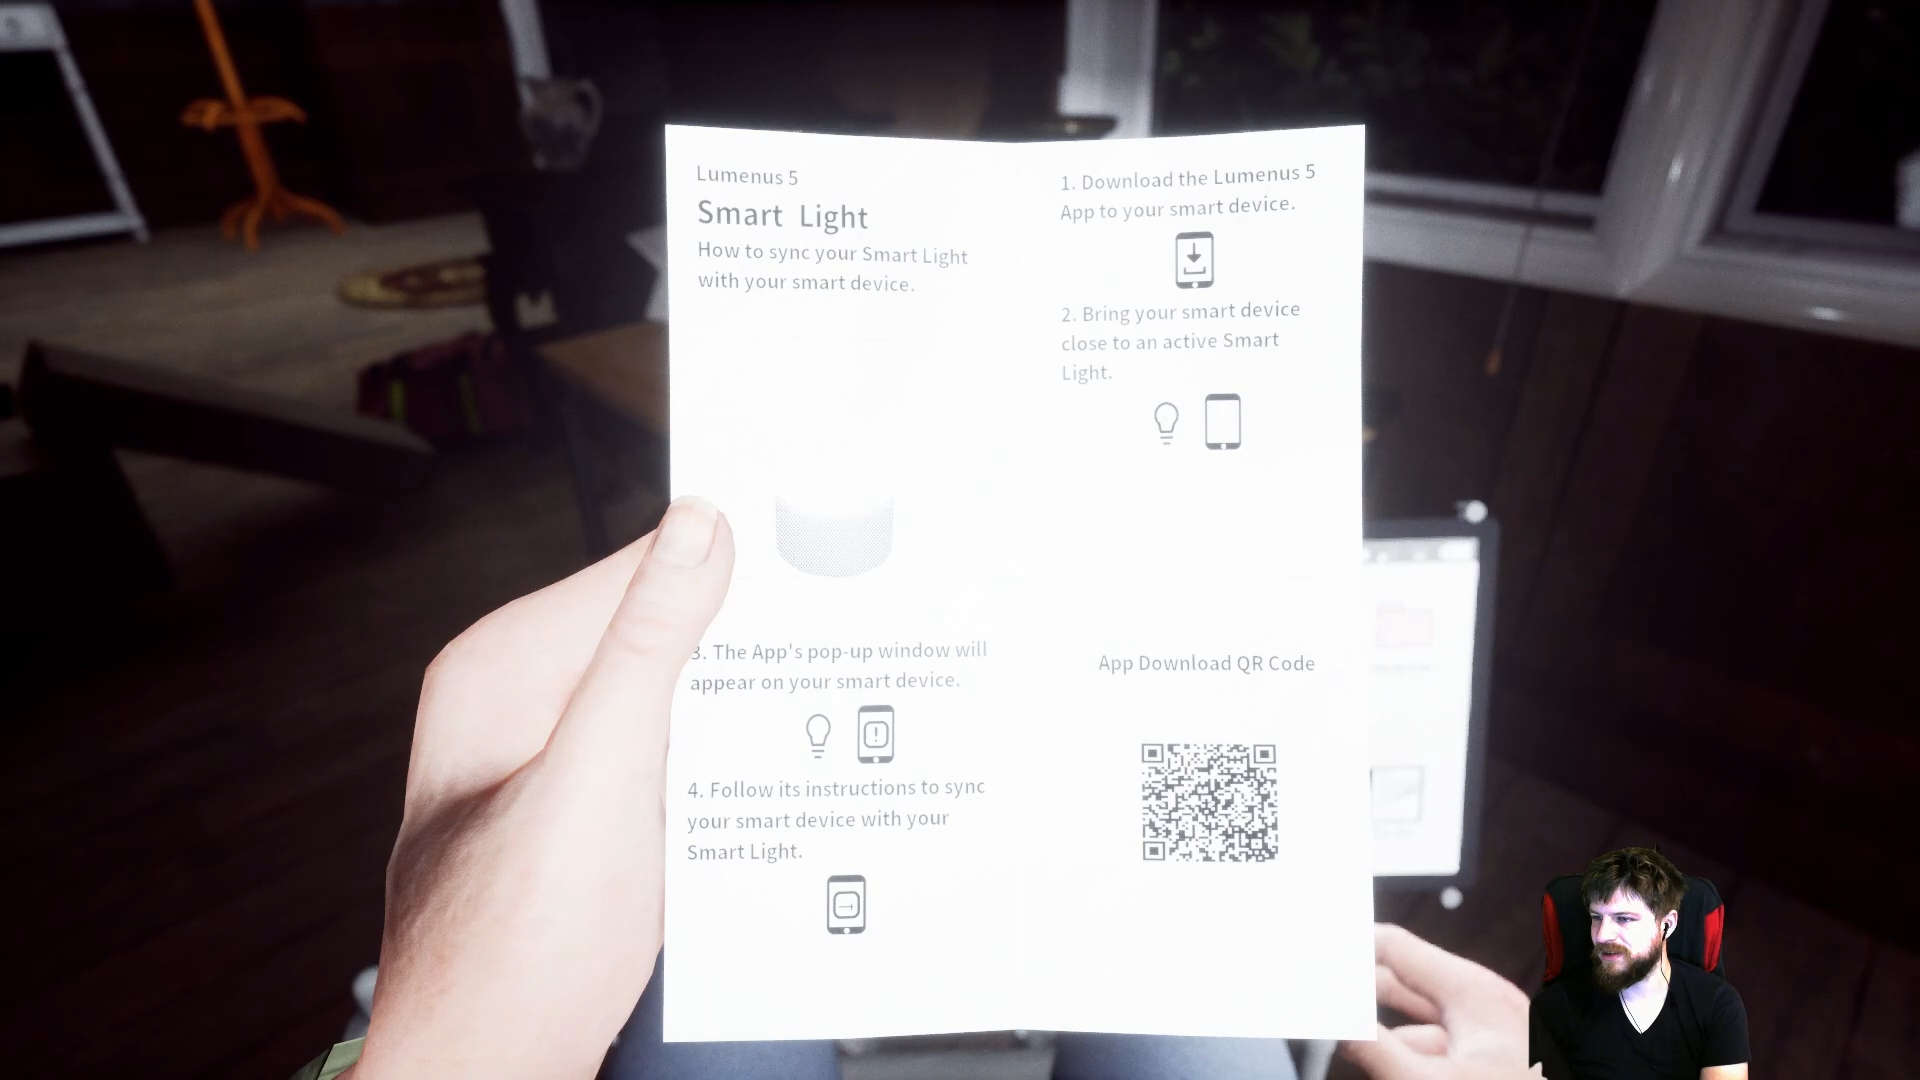 Lumenus 5
Smart Light
How to sync your Smart Light
with your smart device.
1. Download the Lumenus 5
App to your smart device.
2. Bring your smart device
close to an active Smart
Light.
3. The App's pop-up window will
appear on your smart device.
4. Follow its instructions to sync
your smart device with your
Smart Light.
App Download QR Code